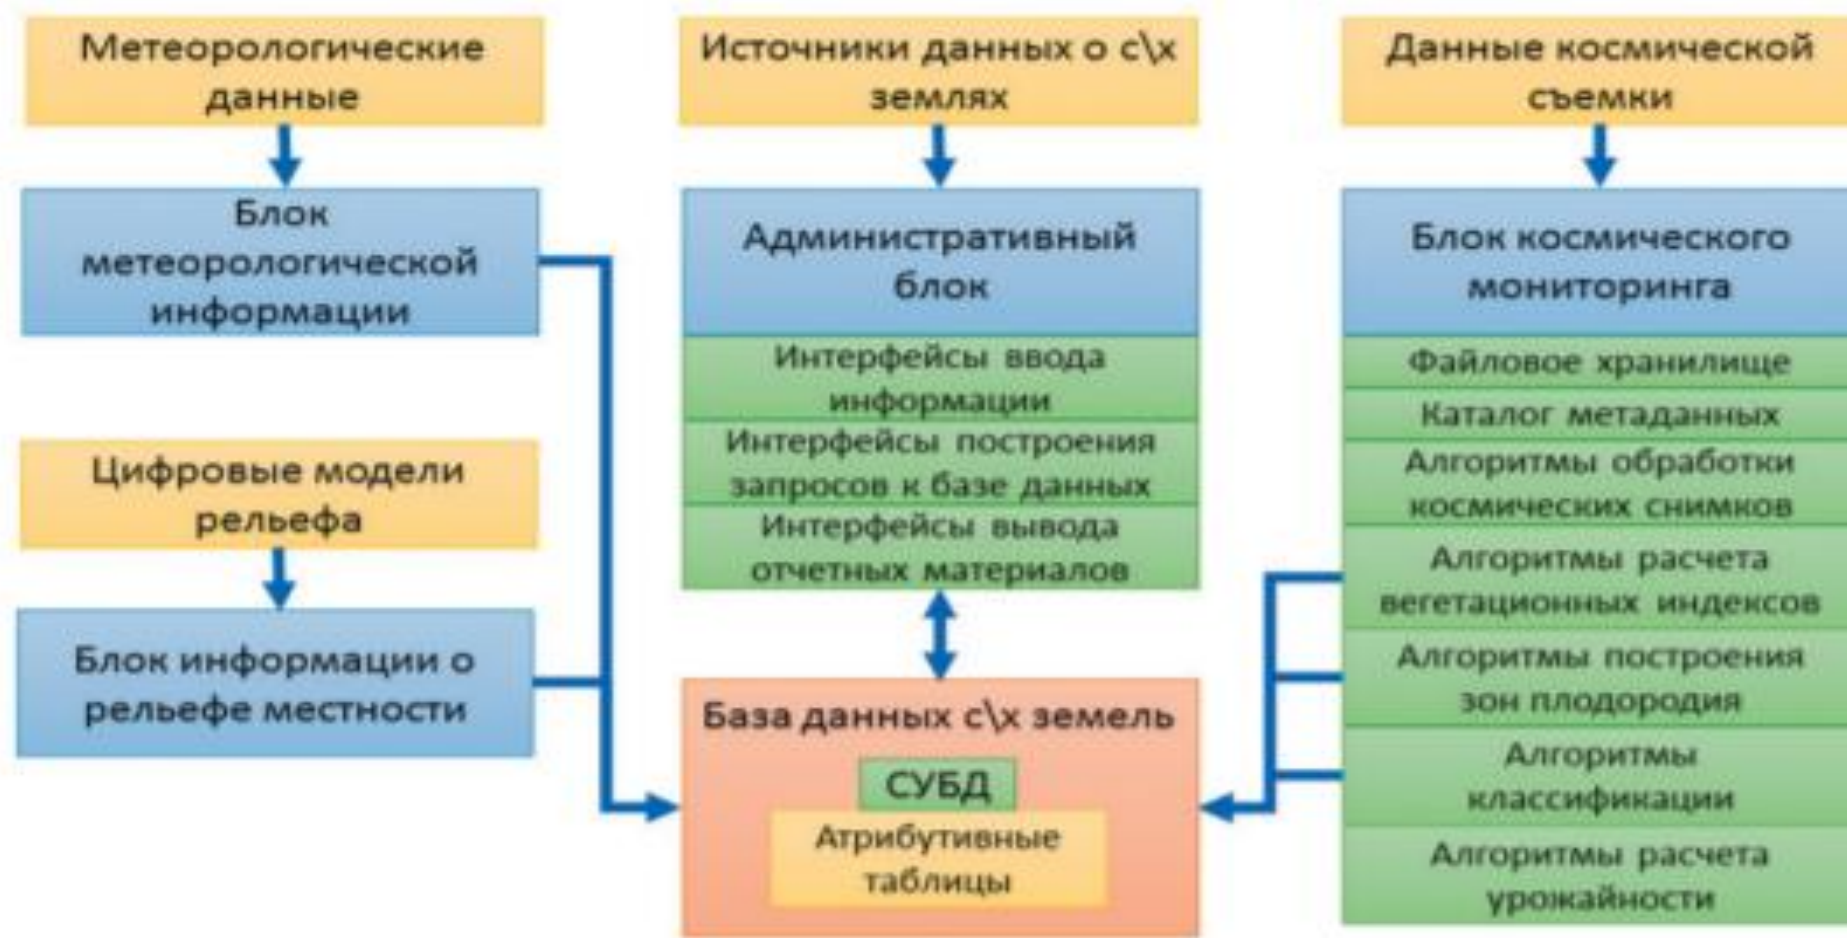 Метеорологические
данные
Блок
метеорологической
информации
Цифровые модели
рельефа
Блок информации о
рельефе местности
Источники данных о с\х
землях
Административный
блок
Интерфейсы ввода
информации
Интерфейсы построения
запросов к базе данных
Интерфейсы вывода
отчетных материалов
База данных с\х земель
СУБД
Атрибутивные
таблицы
Данные космической
съемки
Блок космического
мониторинга
Файловое хранилище
Каталог метаданных
Алгоритмы обработки
космических снимков
Алгоритмы расчета
вегетационных индексов
Алгоритмы построения
зон плодородия
Алгоритмы
классификации
Алгоритмы расчета
урожайности